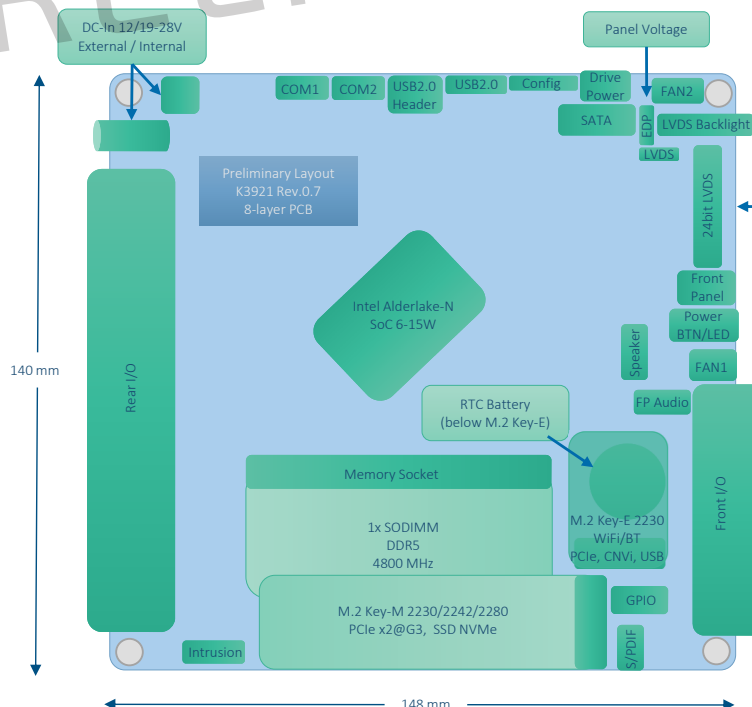 DC-In 12/19-28V
External / Internal
Panel Voltage
COM1
COM2
USB2.0
Header
USB2.0
Config
Drive
Power
FAN2
SATA
EDP
LVDS Backlight
LVDS
Preliminary Layout
K3921 Rev.0.7
8-layer PCB
24bit LVDS
Front
Panel
Intel Alderlake-N
SoC 6-15W
Power
BTN/LED
Speaker
FAN1
140 mm
Rear I/O
RTC Battery
(below M.2 Key-E)
FP Audio
Memory Socket
Front I/O
1x SODIMM
DDR5
4800 MHz
M.2 Key-E 2230
WiFi/BT
PCIe, CNVi, USB
M.2 Key-M 2230/2242/2280
PCIe x2@G3, SSD NVMe
GPIO
S/PDIF
Intrusion
148 mm